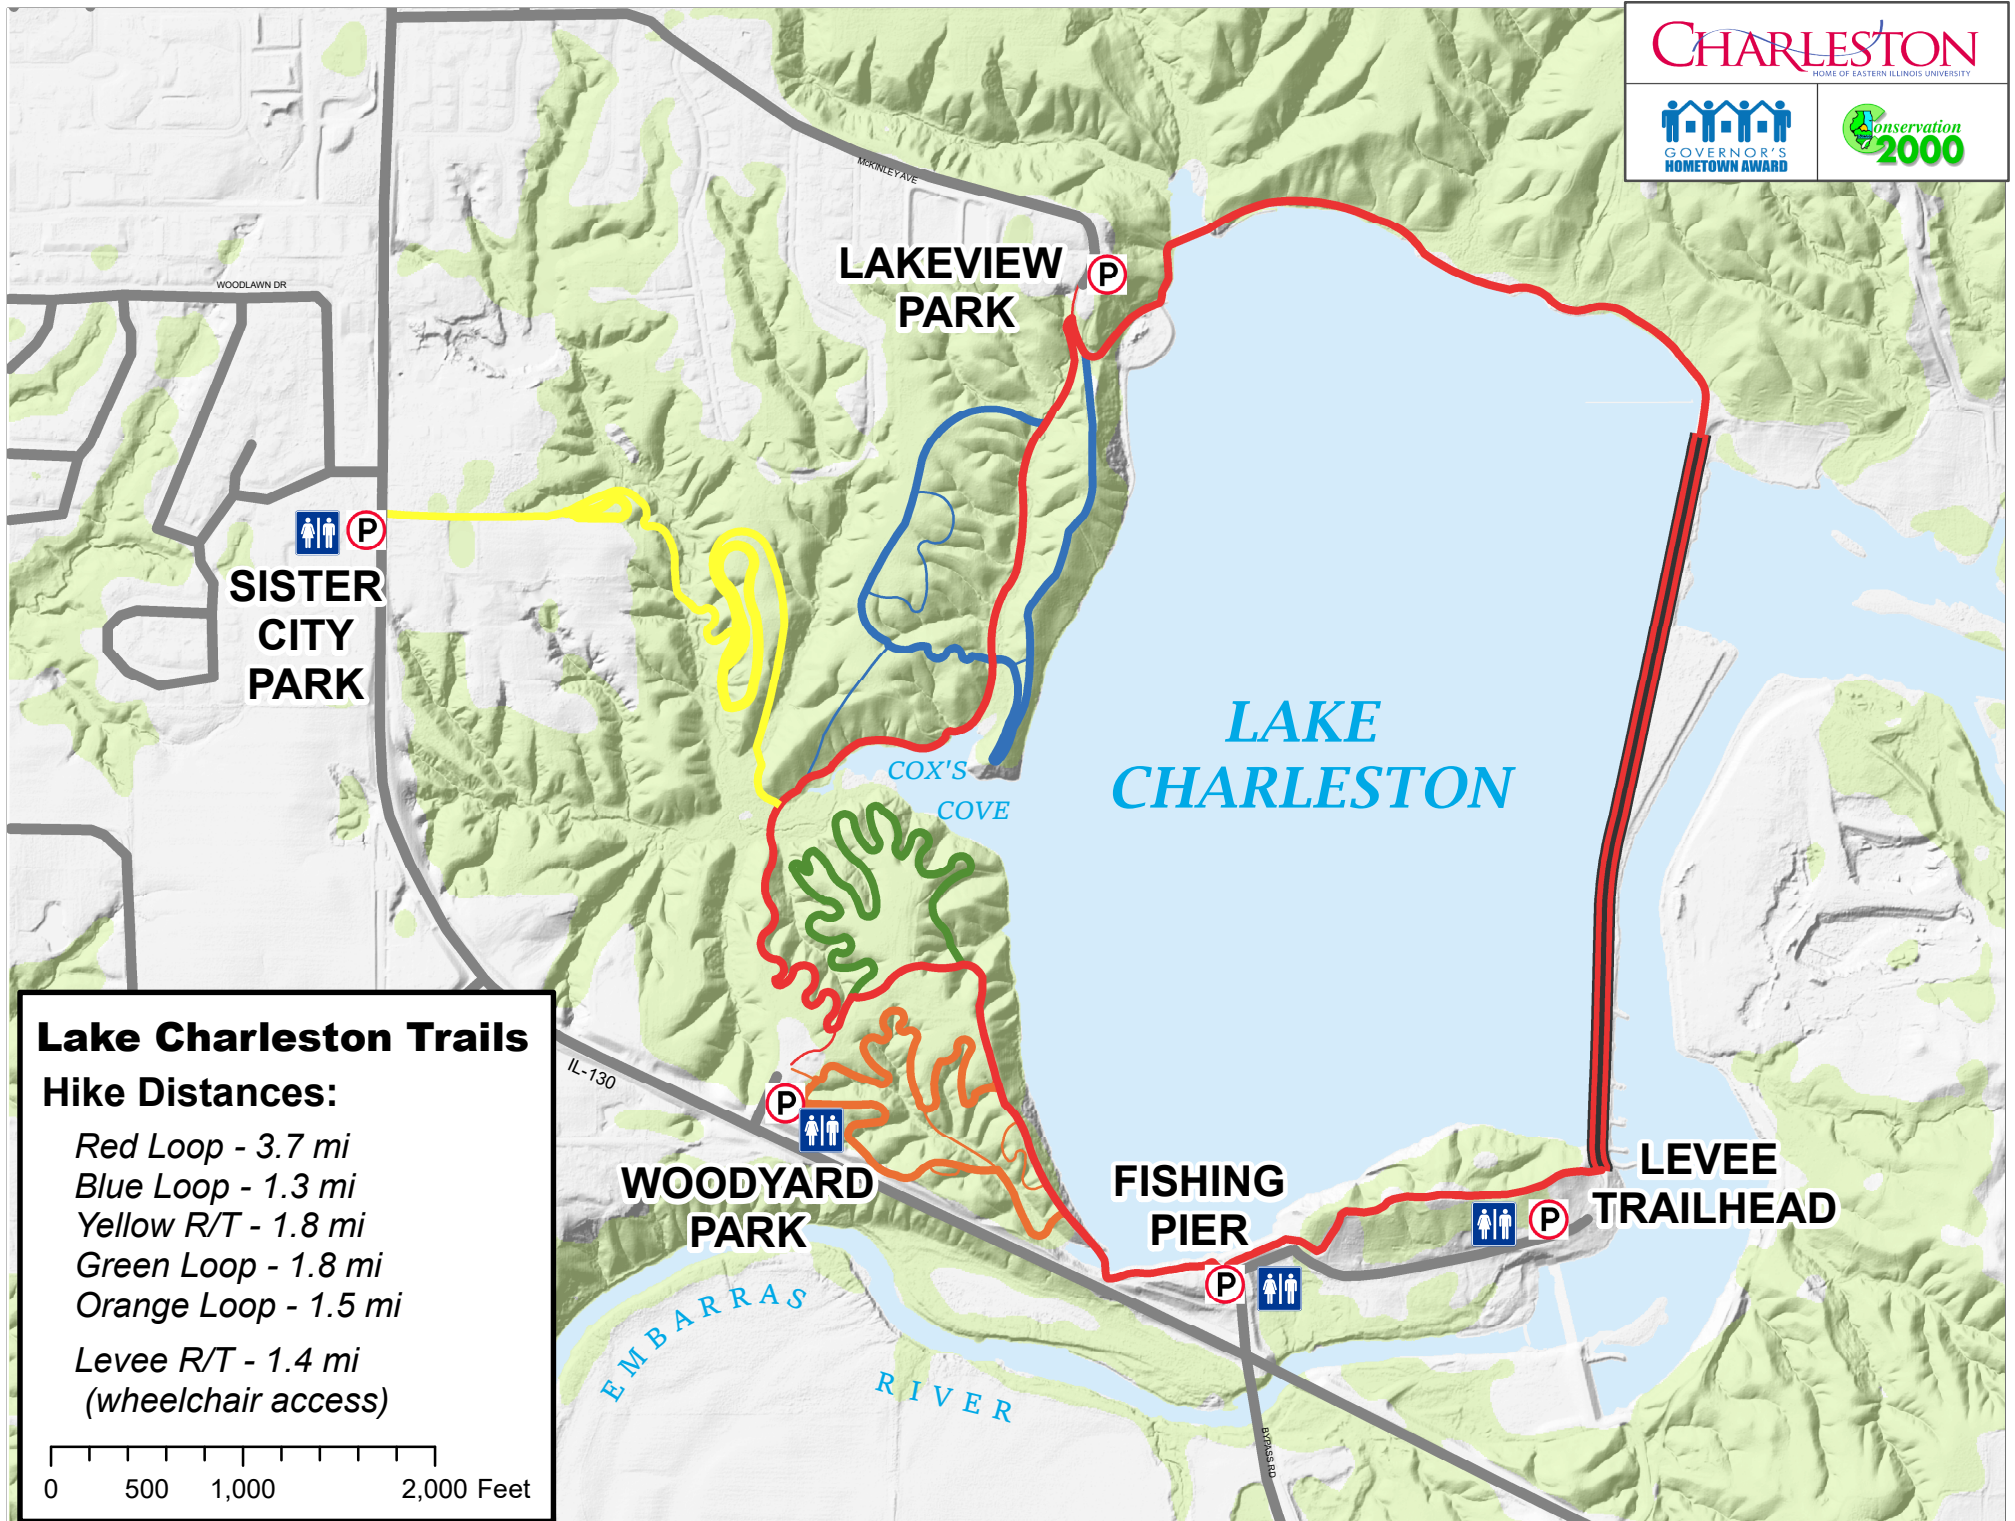 CHARLESTON
HOME OF EASTERN ILLINOIS UNIVERSITY
GOVERNOR'S
HOMETOWN AWARD
Conservation
2000
McKINLEY AVE
LAKEVIEW
PARK
P
WOODLAWN DR
P
SISTER
CITY
PARK
LAKE
CHARLESTON
COX'S
COVE
IL-130
P
WOODYARD
PARK
FISHING
PIER
P
P
LEVEE
TRAILHEAD
EMBARRAS
RIVER
BYPASS RD
Lake Charleston Trails
Hike Distances:
Red Loop - 3.7 mi
Blue Loop - 1.3 mi
Yellow R/T - 1.8 mi
Green Loop - 1.8 mi
Orange Loop - 1.5 mi
Levee R/T - 1.4 mi
(wheelchair access)
0 500 1,000 2,000 Feet